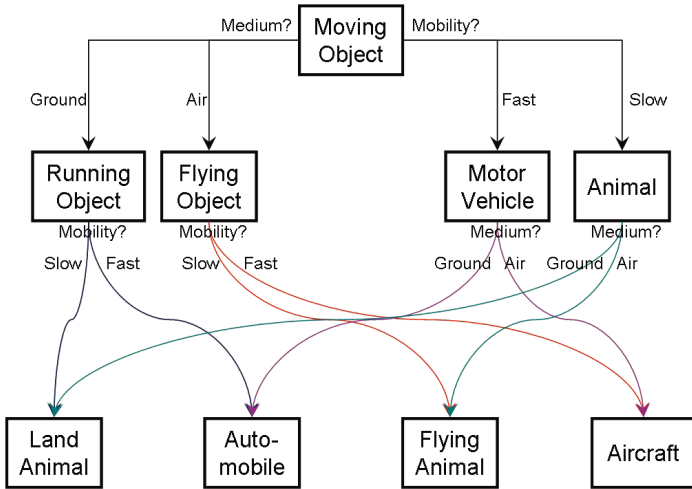 Medium?
Moving
Object
Mobility?
Ground
Air
Fast
Slow
Running
Object
Flying
Object
Motor
Vehicle
Animal
Mobility?
Mobility?
Medium?
Medium?
Slow
Fast
Slow
Fast
Ground
Air
Ground
Air
Land
Animal
Auto-
mobile
Flying
Animal
Aircraft